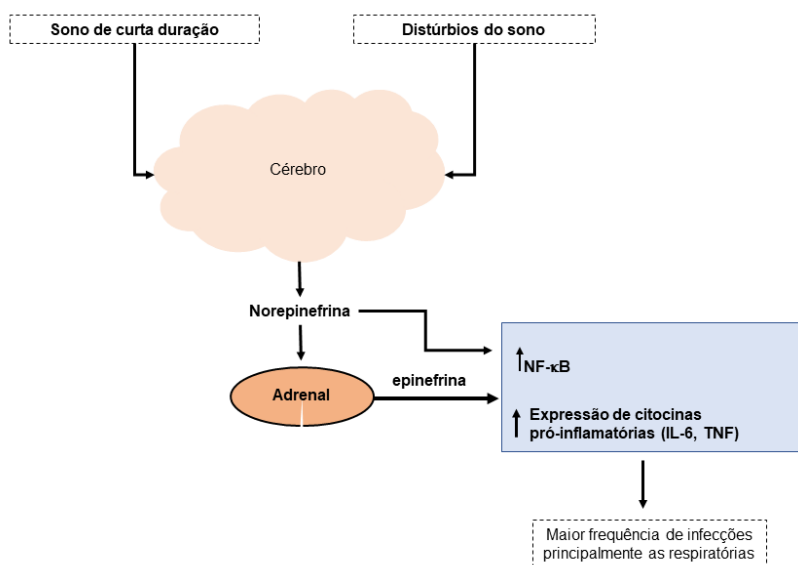 Sono de curta duração
Distúrbios do sono
Cérebro
Norepinefrina
↑NF-κB
epinefrina
Adrenal
↑ Expressão de citocinas
pró-inflamatórias (IL-6, TNF)
Maior frequência de infecções
principalmente as respiratórias